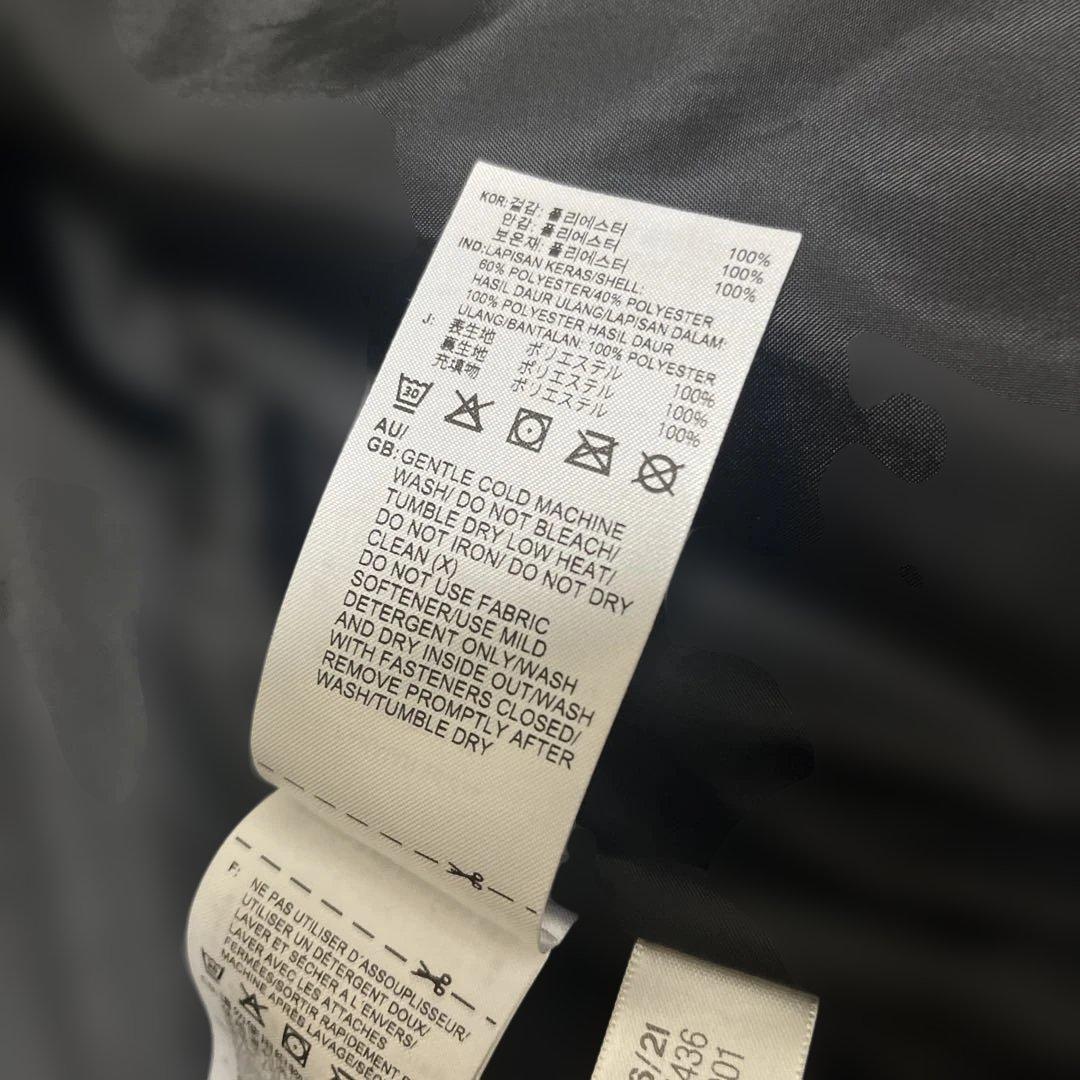 KOR: 겉감: 폴리에스터 100%
안감: 폴리에스터 100%
보온재: 폴리에스터 100%
IND: LAPISAN KERAS/SHELL:
60% POLYESTER/40% POLYESTER
HASIL DAUR ULANG/LAPISAN DALAM:
100% POLYESTER HASIL DAUR
ULANG/BANTALAN: 100% POLYESTER
J: 表生地 ポリエステル 100%
裏生地 ポリエステル 100%
充填物 ポリエステル 100%
30
AU/
GB: GENTLE COLD MACHINE
WASH/ DO NOT BLEACH/
TUMBLE DRY LOW HEAT/
DO NOT IRON/ DO NOT DRY
CLEAN (X)
DO NOT USE FABRIC
SOFTENER/USE MILD
DETERGENT ONLY/WASH
AND DRY INSIDE OUT/WASH
WITH FASTENERS CLOSED/
REMOVE PROMPTLY AFTER
WASH/TUMBLE DRY
F: NE PAS UTILISER D'ASSOUPLISSEUR/
UTILISER UN DÉTERGENT DOUX/
LAVER ET SÉCHER A L'ENVERS/
LAVER AVEC LES ATTACHES
FERMÉES/SORTIR RAPIDEMENT
MACHINE APRÈS LAVAGE
6/21
436
01